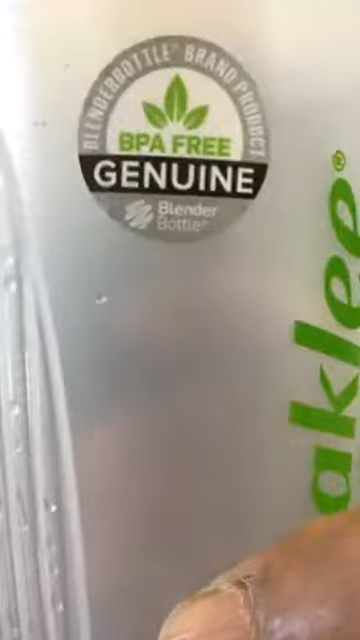 BLENDERBOTTLE™ BRAND PRODUCT
BPA FREE
GENUINE
Blender
Bottle®
aklee®